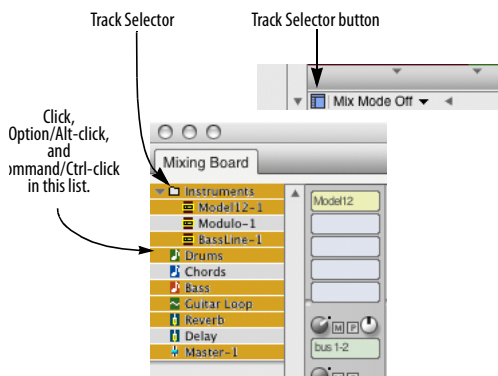 Track Selector
Track Selector button
Mix Mode Off
Click,
Option/Alt-click,
and
ommand/Ctrl-click
in this list.
Mixing Board
Instruments
Model12-1
Modulo-1
BassLine-1
Drums
Chords
Bass
Guitar Loop
Reverb
Delay
Master-1
Model12
M P
bus 1-2